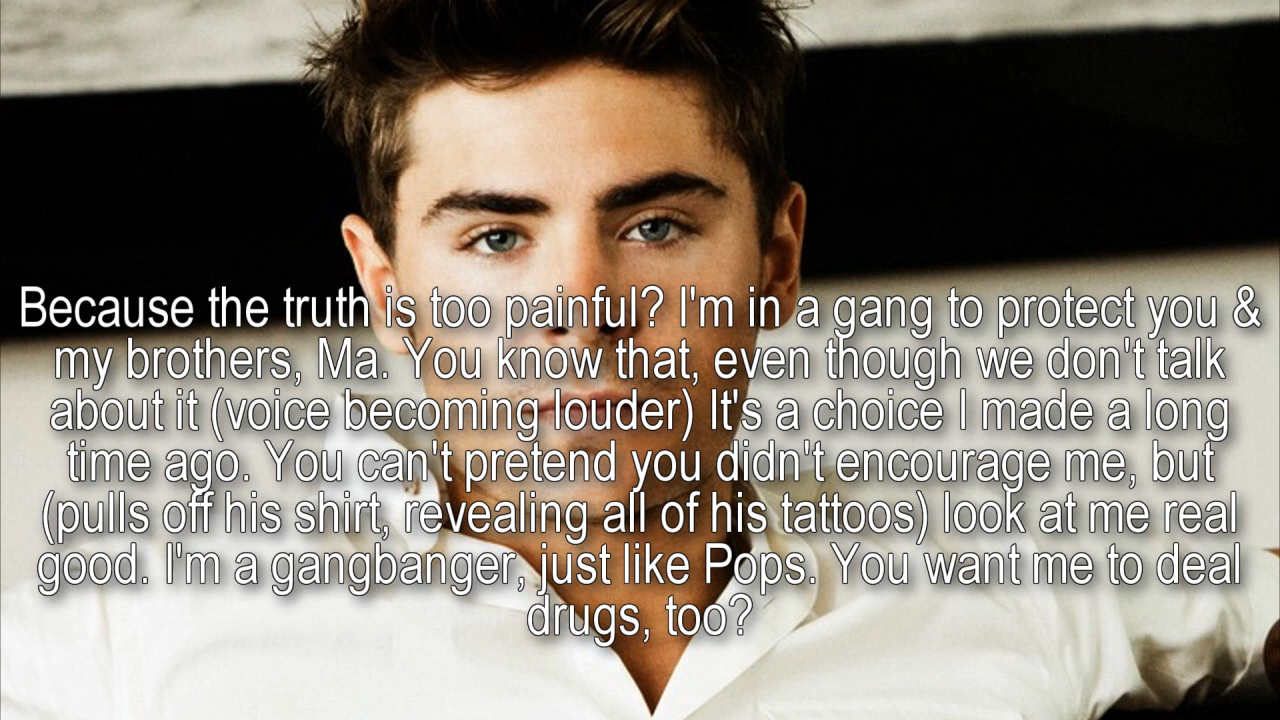 Because the truth is too painful? I'm in a gang to protect you &
my brothers, Ma. You know that, even though we don't talk
about it (voice becoming louder) It's a choice I made a long
time ago. You can't pretend you didn't encourage me, but
(pulls off his shirt, revealing all of his tattoos) look at me real
good. I'm a gangbanger, just like Pops. You want me to deal
drugs, too?